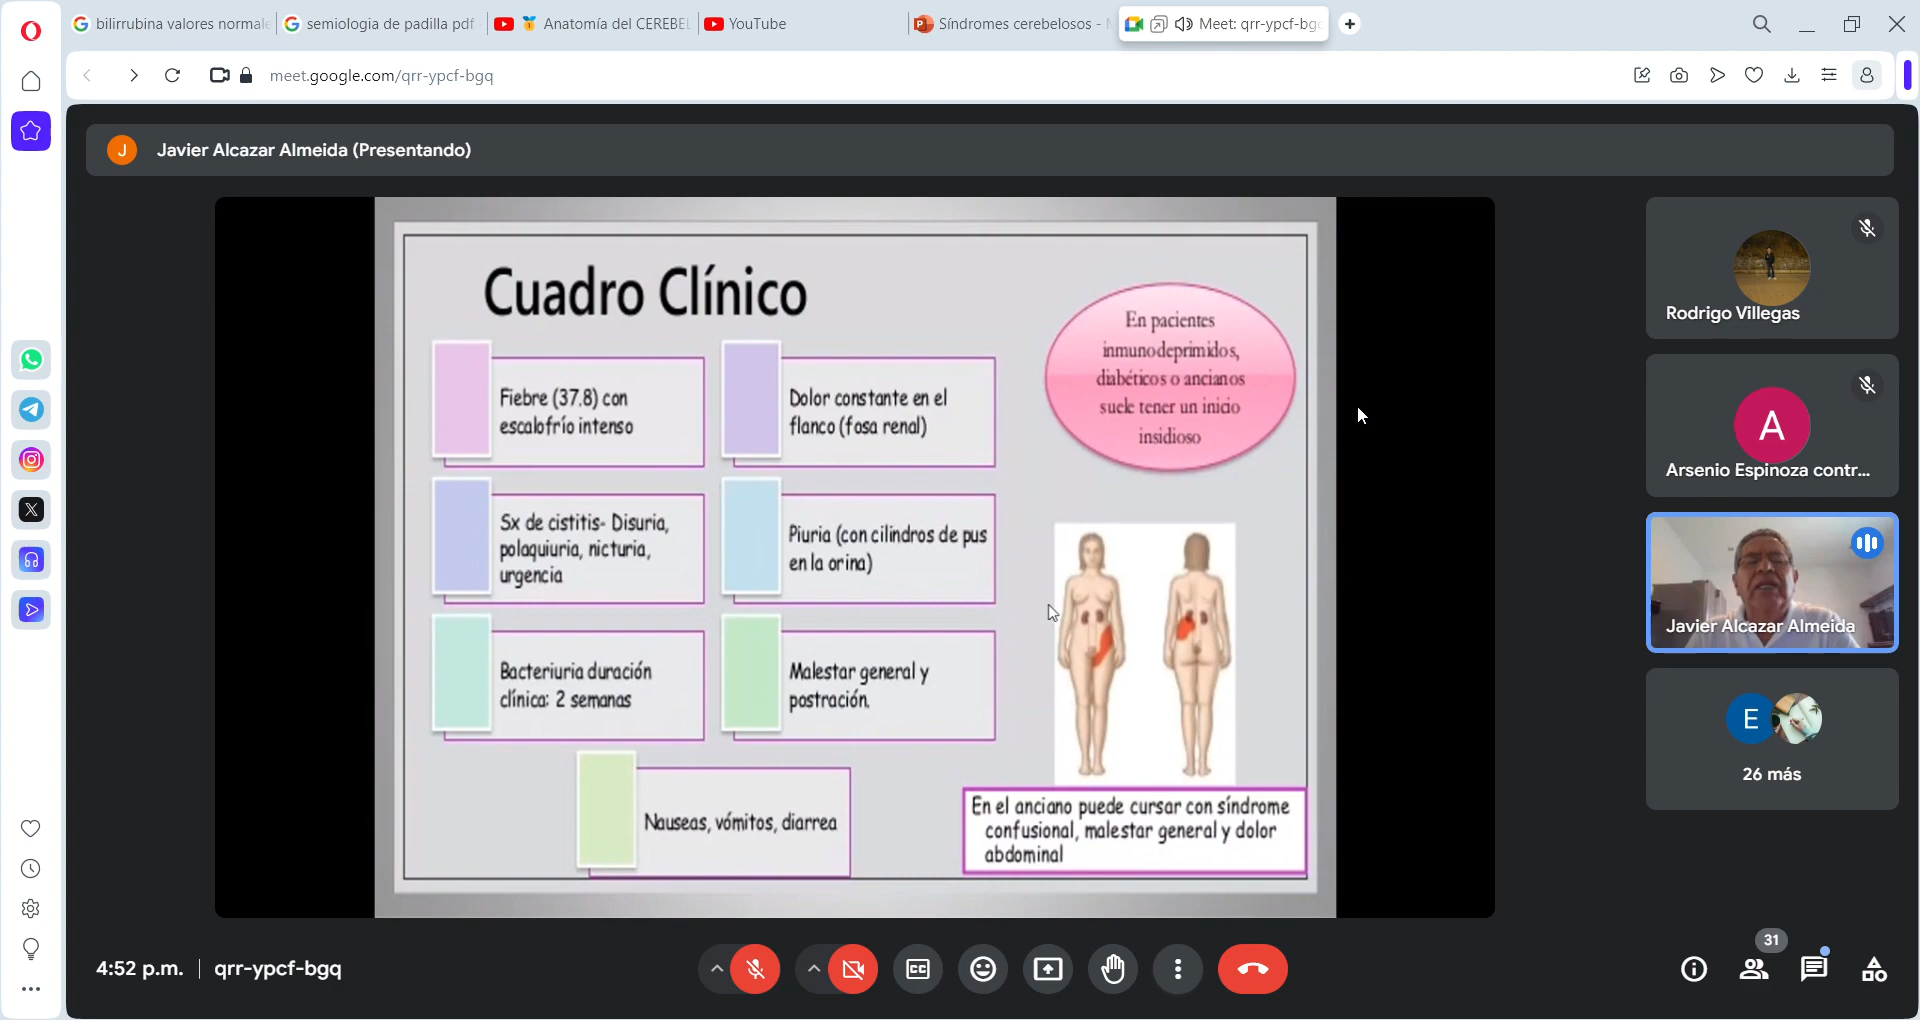 bilirrubina valores normale
semiologia de padilla pdf
Anatomía del CEREBEL
YouTube
Síndromes cerebelosos -
Meet: qrr-ypcf-bgq
meet.google.com/qrr-ypcf-bgq
J
Javier Alcazar Almeida (Presentando)
Cuadro Clínico
En pacientes
inmunodeprimidos,
diabéticos o ancianos
suele tener un inicio
insidioso
Fiebre (37.8) con
escalofrío intenso
Dolor constante en el
flanco (fosa renal)
Sx de cistitis- Disuria,
polaquiuria, nicturia,
urgencia
Piuria (con cilindros de pus
en la orina)
Bacteriuria duración
clínica: 2 semanas
Malestar general y
postración.
Nauseas, vómitos, diarrea
En el anciano puede cursar con síndrome
confusional, malestar general y dolor
abdominal
Rodrigo Villegas
A
Arsenio Espinoza contr...
Javier Alcazar Almeida
E
26 más
4:52 p.m.
qrr-ypcf-bgq
CC
31